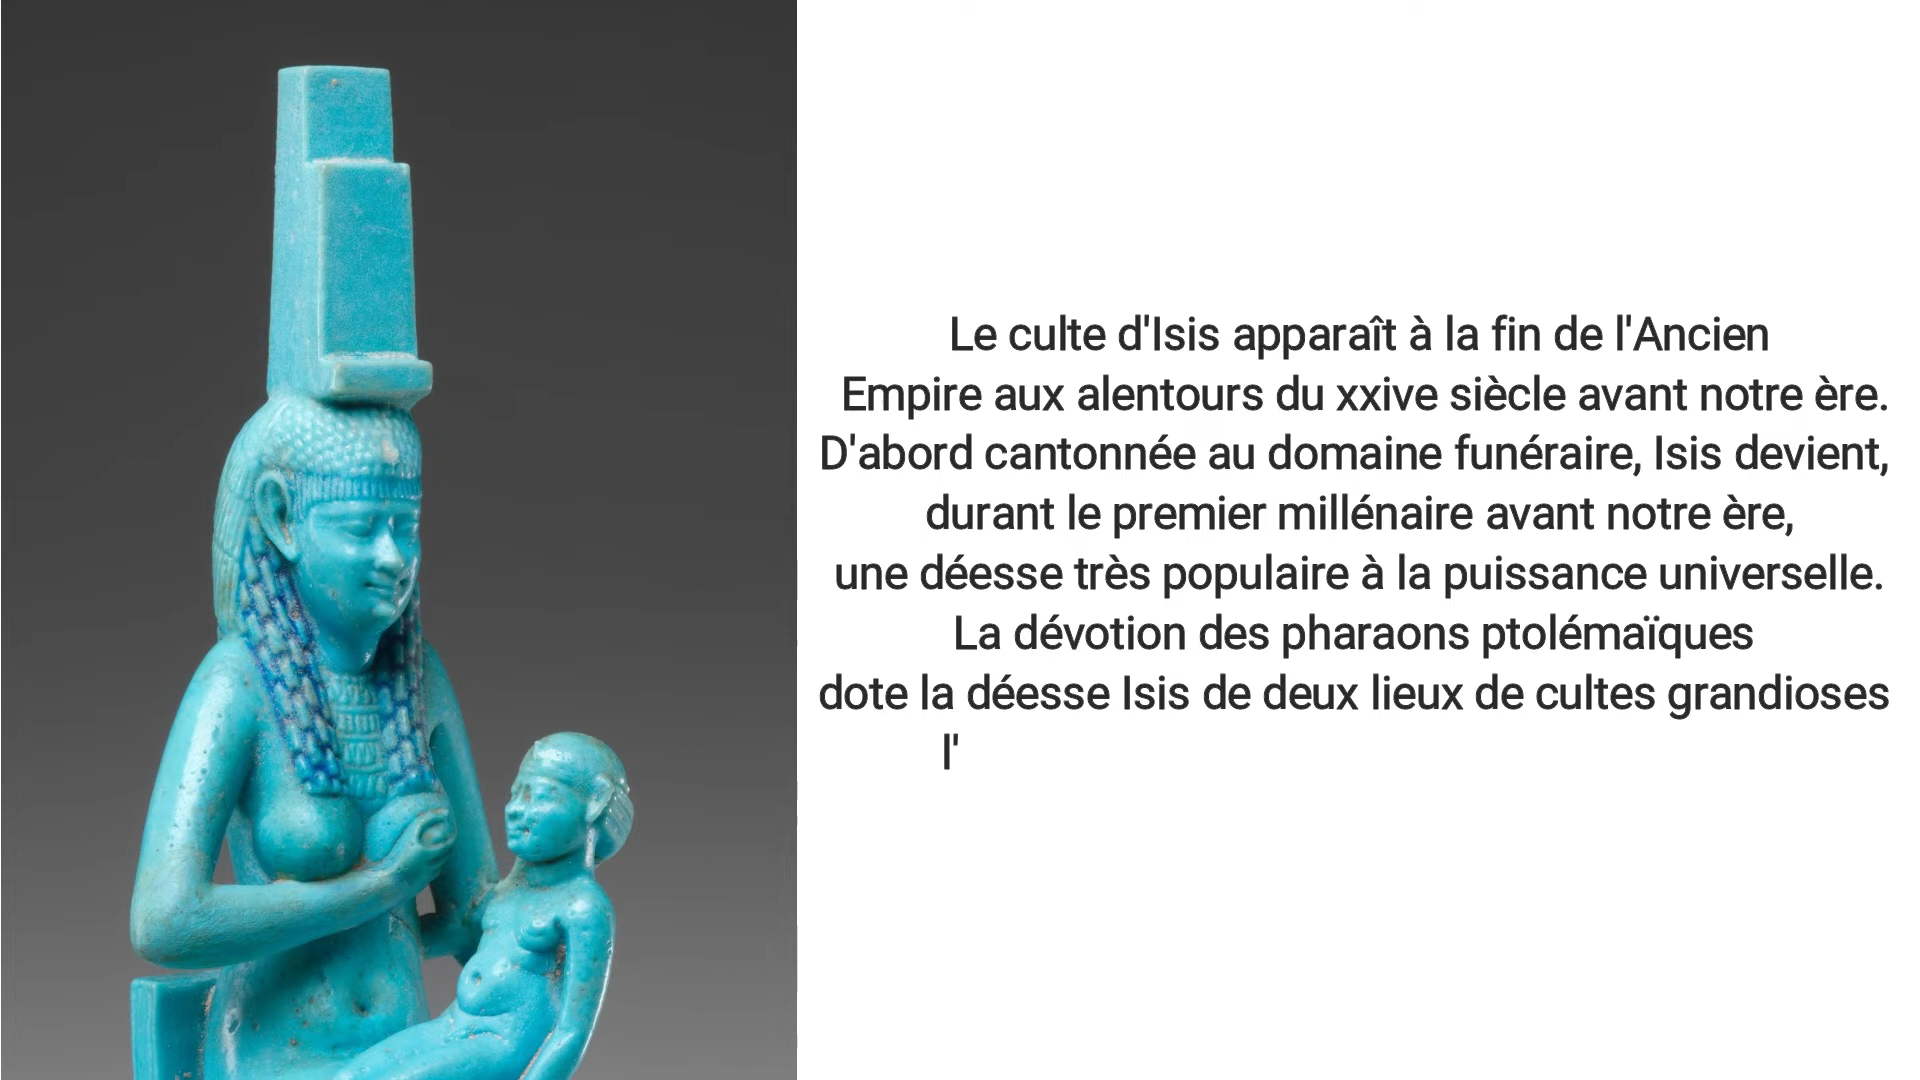 Le culte d'Isis apparaît à la fin de l'Ancien
Empire aux alentours du xxive siècle avant notre ère.
D'abord cantonnée au domaine funéraire, Isis devient,
durant le premier millénaire avant notre ère,
une déesse très populaire à la puissance universelle.
La dévotion des pharaons ptolémaïques
dote la déesse Isis de deux lieux de cultes grandioses
l'